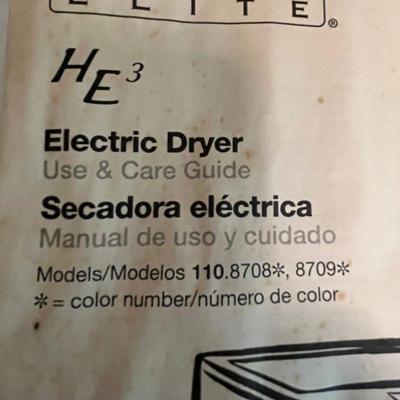 ELITE®
HE3
Electric Dryer
Use & Care Guide
Secadora eléctrica
Manual de uso y cuidado
Models/Modelos 110.8708✻, 8709✻
✻ = color number/número de color